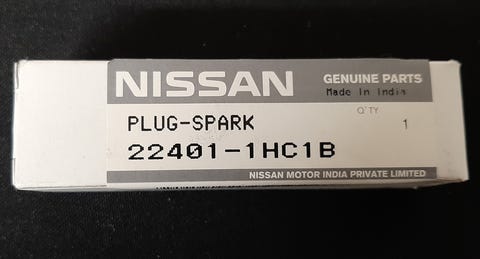 NISSAN
GENUINE PARTS
Made In India
Q'TY
PLUG-SPARK
1
22401-1HC1B
NISSAN MOTOR INDIA PRIVATE LIMITED